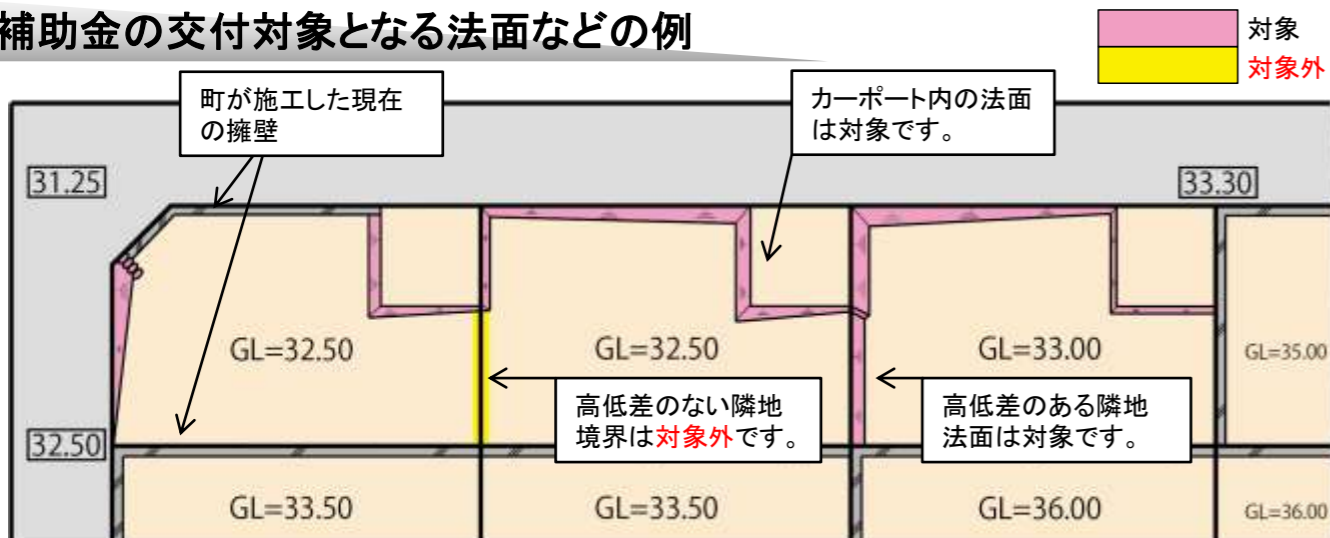 補助金の交付対象となる法面などの例
対象
対象外
町が施工した現在
の擁壁
カーポート内の法面
は対象です。
31.25
33.30
GL=32.50
GL=32.50
GL=33.00
GL=35.00
高低差のない隣地
境界は対象外です。
高低差のある隣地
法面は対象です。
32.50
GL=33.50
GL=33.50
GL=36.00
GL=36.00